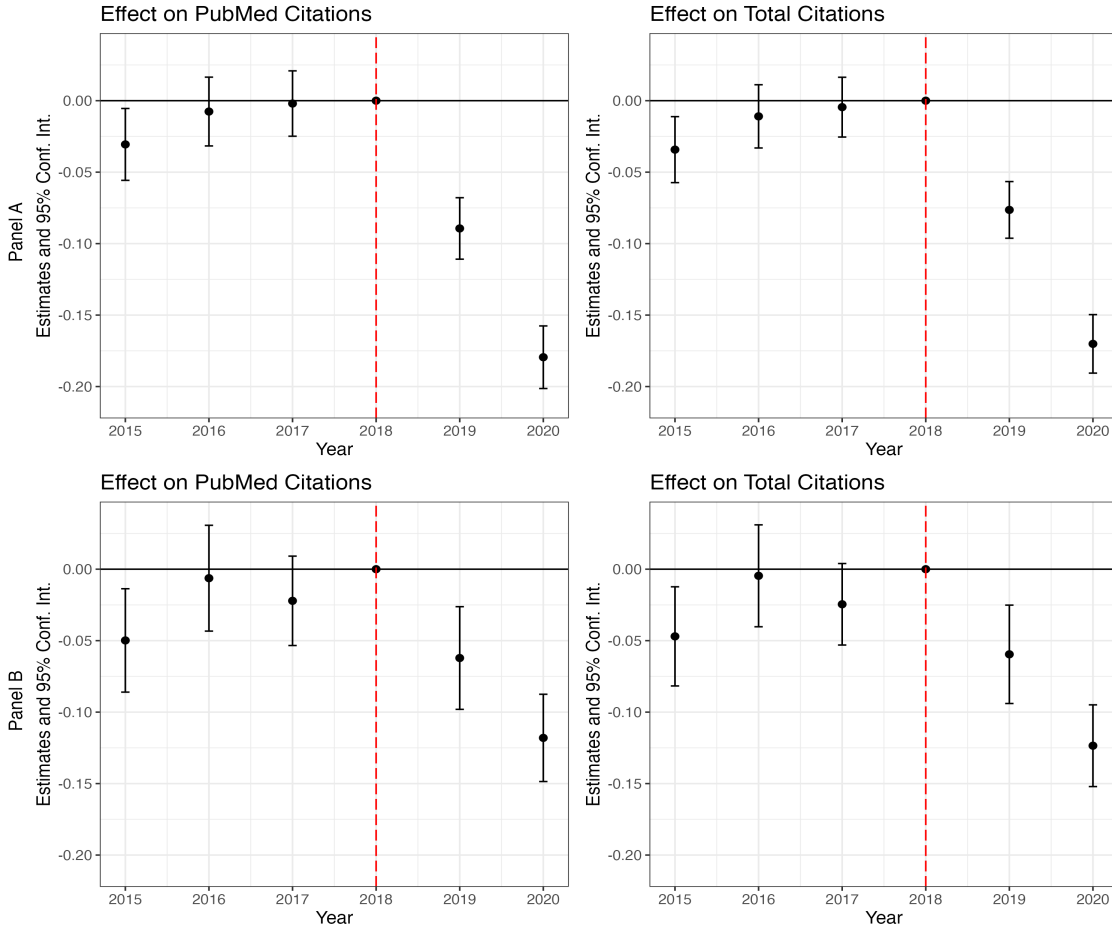 Effect on PubMed Citations
Effect on Total Citations
Panel A
Estimates and 95% Conf. Int.
0.00
-0.05
-0.10
-0.15
-0.20
2015 2016 2017 2018 2019 2020
Year
Estimates and 95% Conf. Int.
0.00
-0.05
-0.10
-0.15
-0.20
2015 2016 2017 2018 2019 2020
Year
Effect on PubMed Citations
Effect on Total Citations
Panel B
Estimates and 95% Conf. Int.
0.00
-0.05
-0.10
-0.15
-0.20
2015 2016 2017 2018 2019 2020
Year
Estimates and 95% Conf. Int.
0.00
-0.05
-0.10
-0.15
-0.20
2015 2016 2017 2018 2019 2020
Year